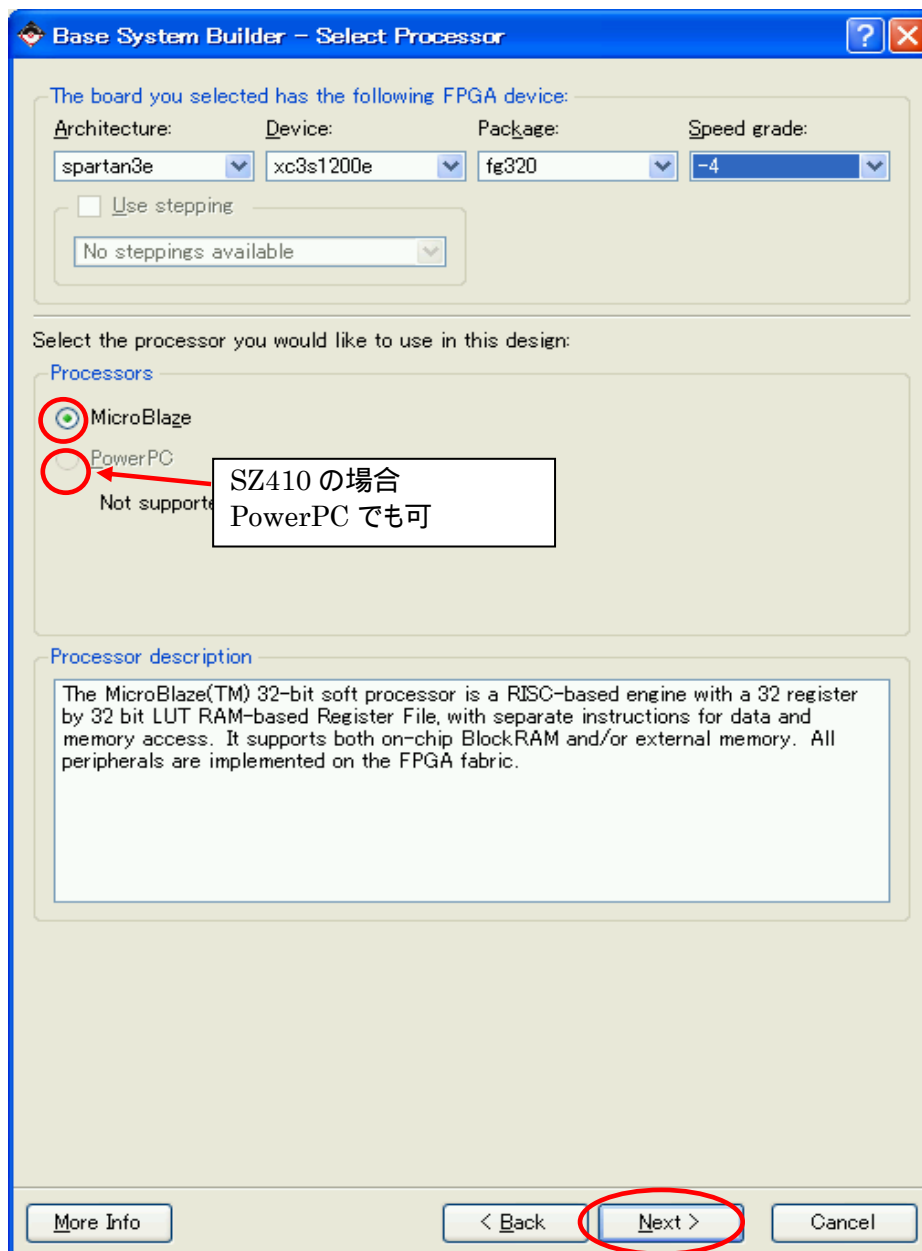 Base System Builder - Select Processor
The board you selected has the following FPGA device:
Architecture: Device: Package: Speed grade:
spartan3e xc3s1200e fg320 -4
Use stepping
No steppings available
Select the processor you would like to use in this design:
Processors
MicroBlaze
PowerPC
SZ410 の場合
PowerPC でも可
Not supporte
Processor description
The MicroBlaze(TM) 32-bit soft processor is a RISC-based engine with a 32 register
by 32 bit LUT RAM-based Register File, with separate instructions for data and
memory access. It supports both on-chip BlockRAM and/or external memory. All
peripherals are implemented on the FPGA fabric.
More Info < Back Next > Cancel